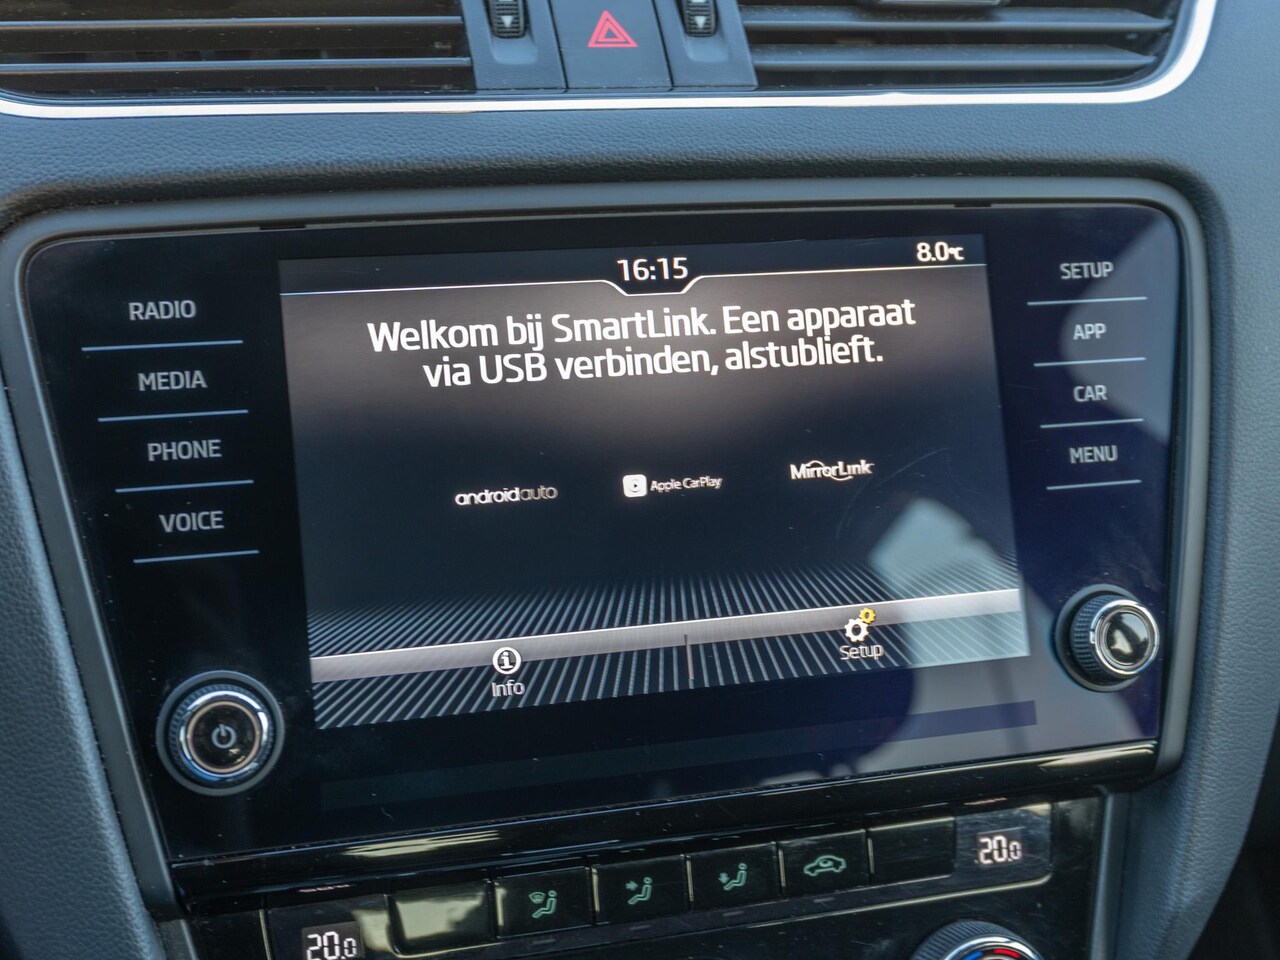 16:15
8.0°C
RADIO
MEDIA
PHONE
VOICE
Welkom bij SmartLink. Een apparaat
via USB verbinden, alstublieft.
androidauto
Apple CarPlay
MirrorLink
Info
Setup
SETUP
APP
CAR
MENU
20.0
20.0